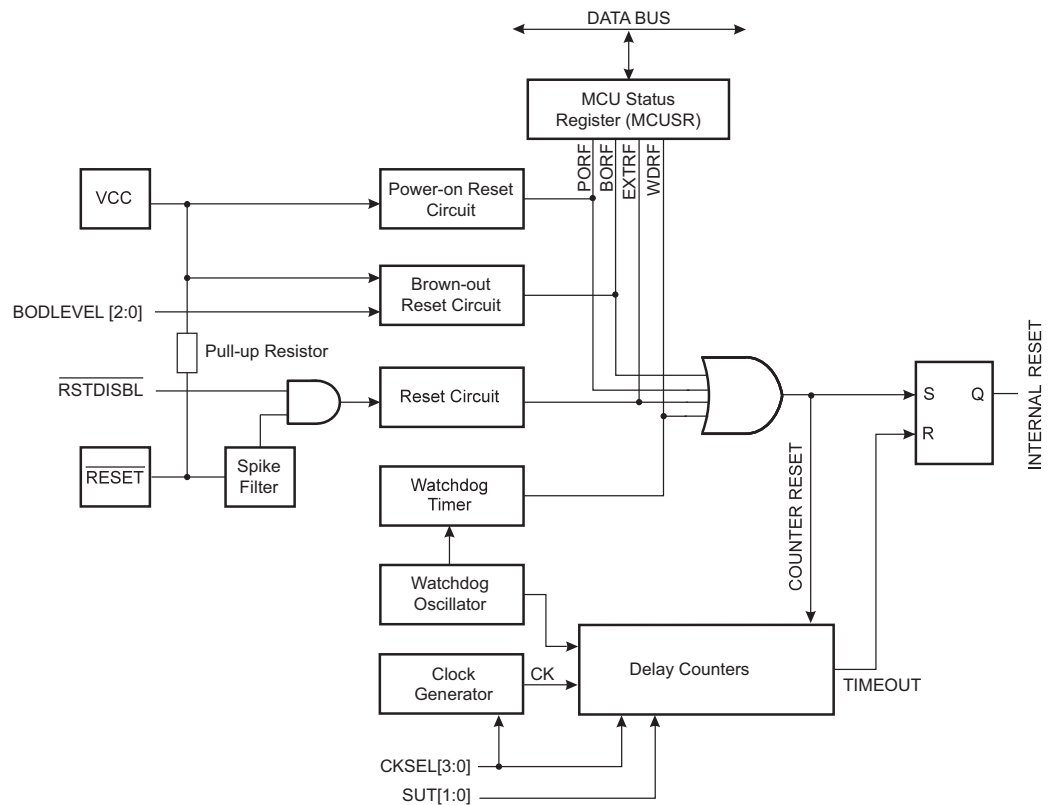 DATA BUS
MCU Status
Register (MCUSR)
PORF
BORF
EXTRF
WDRF
VCC
Power-on Reset
Circuit
Brown-out
Reset Circuit
BODLEVEL [2:0]
Pull-up Resistor
RSTDISBL
Reset Circuit
S
Q
R
INTERNAL RESET
RESET
Spike
Filter
Watchdog
Timer
COUNTER RESET
Watchdog
Oscillator
Clock
Generator
CK
Delay Counters
TIMEOUT
CKSEL[3:0]
SUT[1:0]